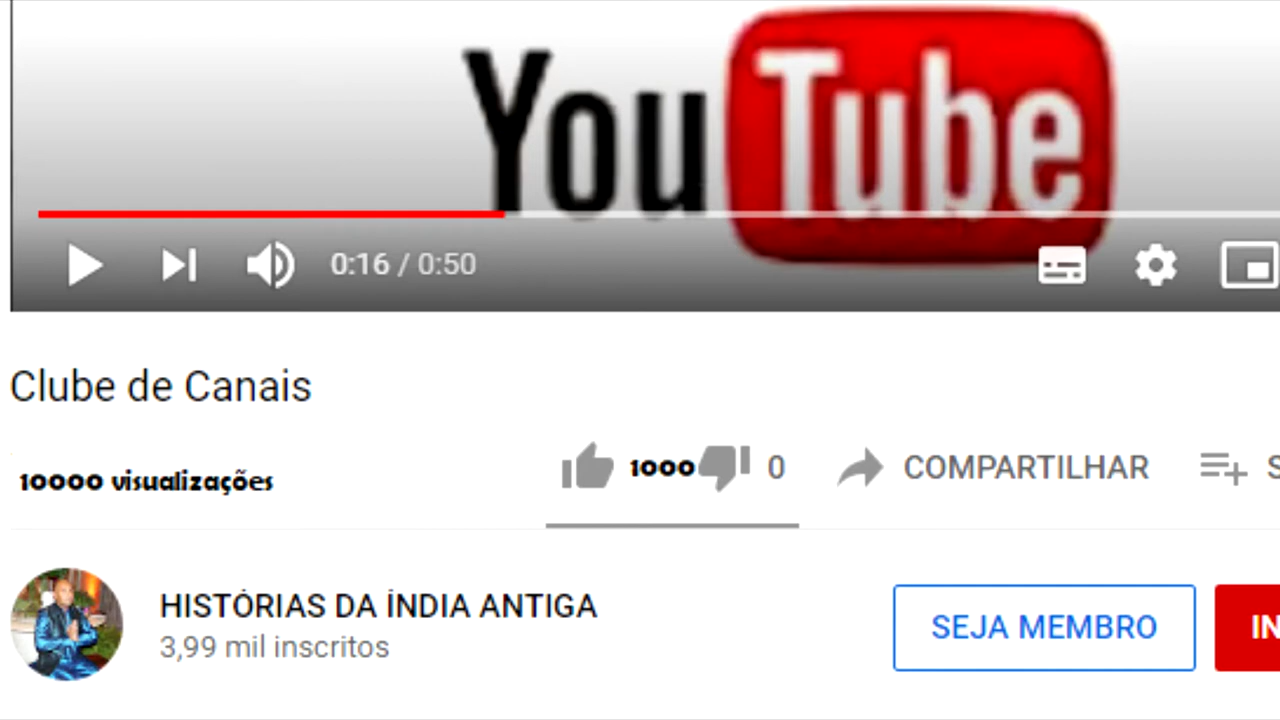 YouTube
0:16 / 0:50
Clube de Canais
10000 visualizações
1000 0 COMPARTILHAR S
HISTÓRIAS DA ÍNDIA ANTIGA
3,99 mil inscritos
SEJA MEMBRO IN